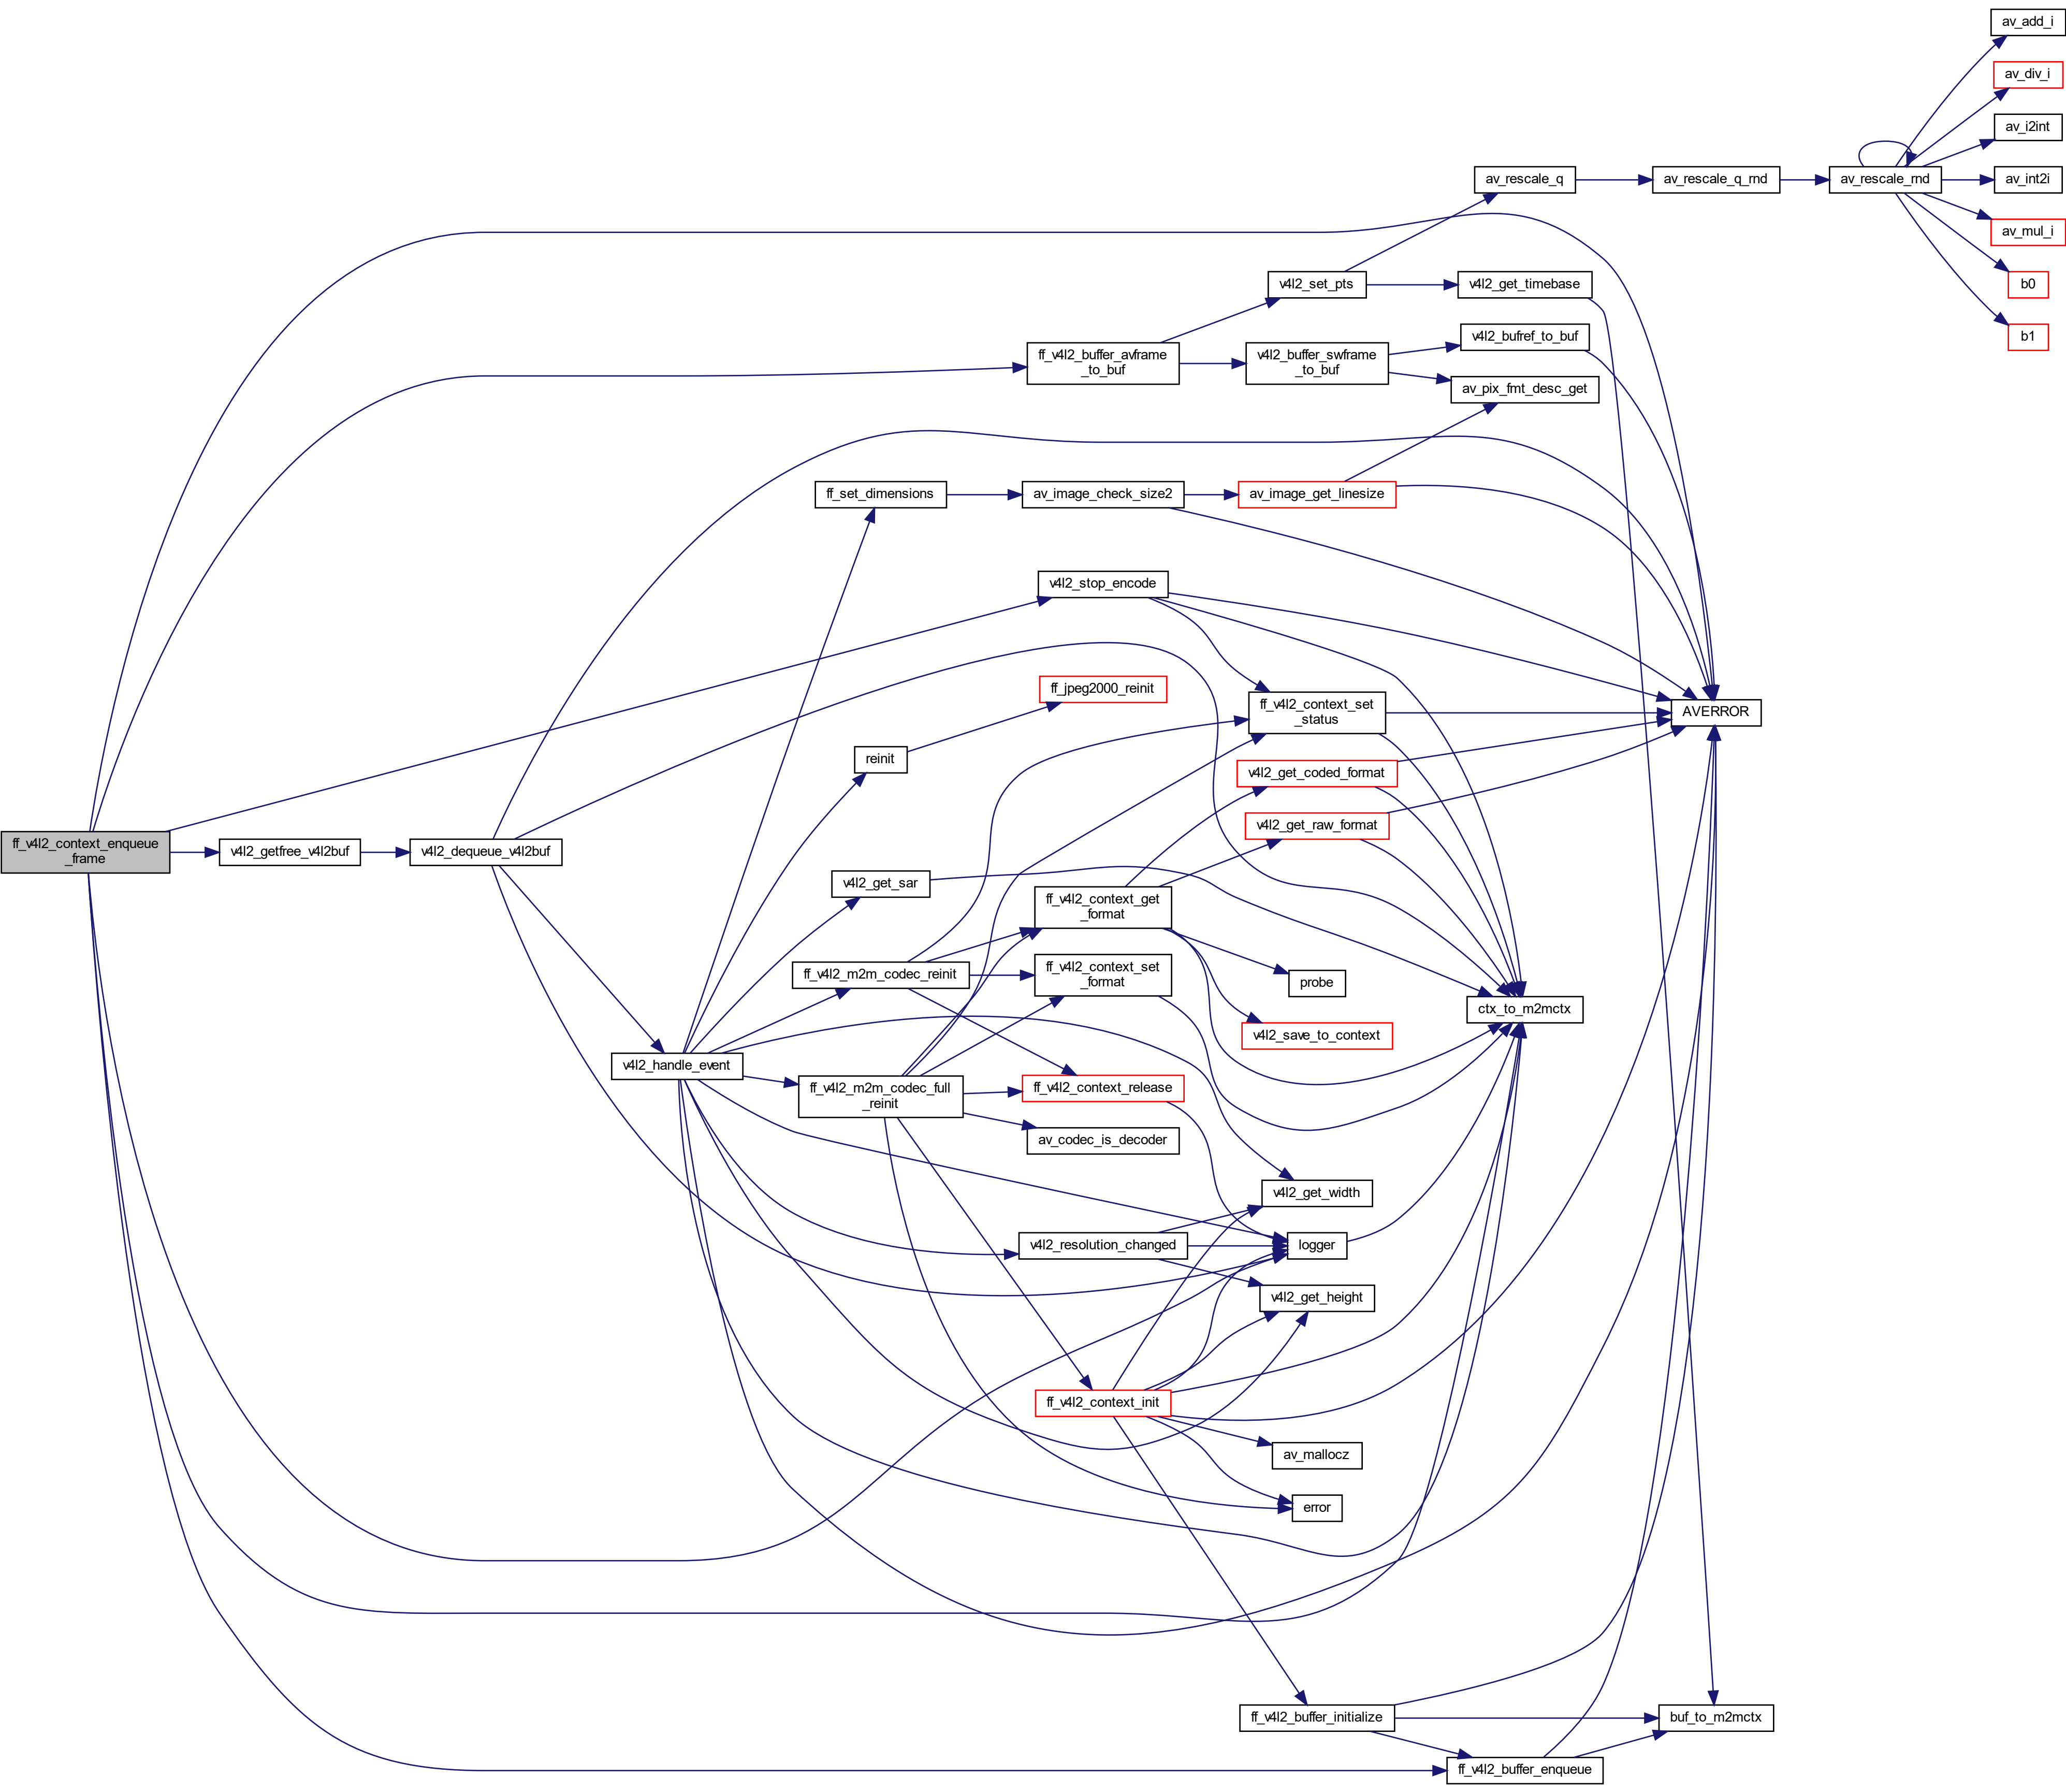 av_add_i
av_div_i
av_i2int
av_rescale_q
av_rescale_q_rnd
av_rescale_rnd
av_int2i
av_mul_i
b0
b1
v4l2_set_pts
v4l2_get_timebase
v4l2_bufref_to_buf
ff_v4l2_buffer_avframe
_to_buf
v4l2_buffer_swframe
_to_buf
av_pix_fmt_desc_get
ff_set_dimensions
av_image_check_size2
av_image_get_linesize
v4l2_stop_encode
ff_jpeg2000_reinit
ff_v4l2_context_set
_status
AVERROR
reinit
v4l2_get_coded_format
v4l2_get_raw_format
ff_v4l2_context_enqueue
_frame
v4l2_getfree_v4l2buf
v4l2_dequeue_v4l2buf
v4l2_get_sar
ff_v4l2_context_get
_format
ff_v4l2_m2m_codec_reinit
ff_v4l2_context_set
_format
probe
ctx_to_m2mctx
v4l2_save_to_context
v4l2_handle_event
ff_v4l2_m2m_codec_full
_reinit
ff_v4l2_context_release
av_codec_is_decoder
v4l2_get_width
v4l2_resolution_changed
logger
v4l2_get_height
ff_v4l2_context_init
av_mallocz
error
ff_v4l2_buffer_initialize
buf_to_m2mctx
ff_v4l2_buffer_enqueue